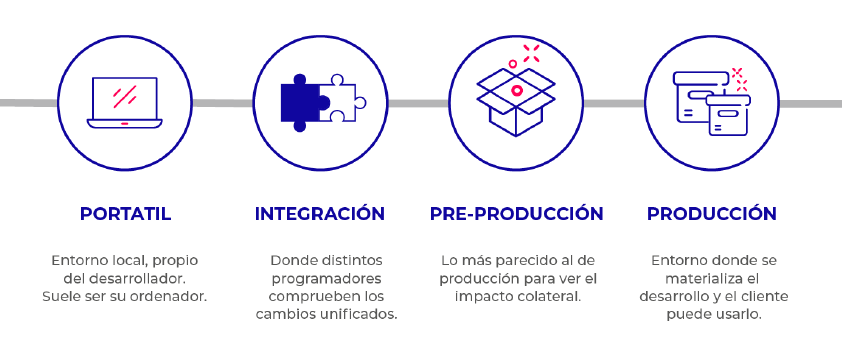 PORTATIL
Entorno local, propio
del desarrollador.
Suele ser su ordenador.
INTEGRACIÓN
Donde distintos
programadores
comprueben los
cambios unificados.
PRE-PRODUCCIÓN
Lo más parecido al de
producción para ver el
impacto colateral.
PRODUCCIÓN
Entorno donde se
materializa el
desarrollo y el cliente
puede usarlo.